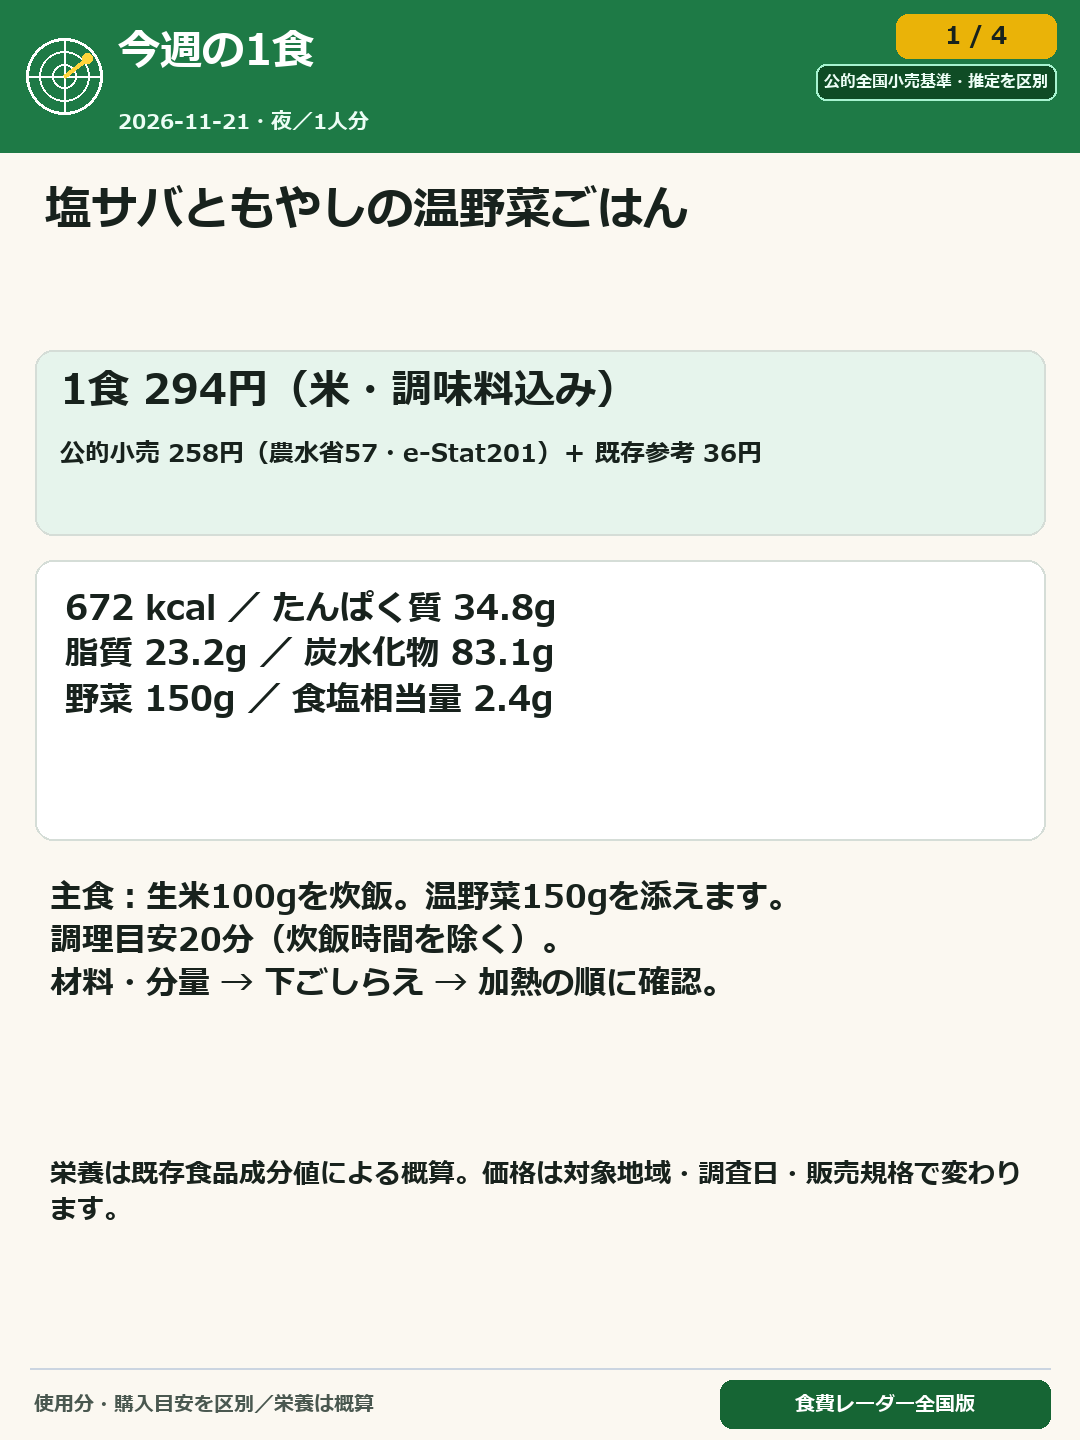 今週の1食
1 / 4
公的全国小売基準・推定を区別
2026-11-21・夜／1人分
塩サバともやしの温野菜ごはん
1食 294円（米・調味料込み）
公的小売 258円（農水省57・e-Stat201）＋ 既存参考 36円
672 kcal ／ たんぱく質 34.8g
脂質 23.2g ／ 炭水化物 83.1g
野菜 150g ／ 食塩相当量 2.4g
主食：生米100gを炊飯。温野菜150gを添えます。
調理目安20分（炊飯時間を除く）。
材料・分量 → 下ごしらえ → 加熱の順に確認。
栄養は既存食品成分値による概算。価格は対象地域・調査日・販売規格で変わり
ます。
使用分・購入目安を区別／栄養は概算
食費レーダー全国版